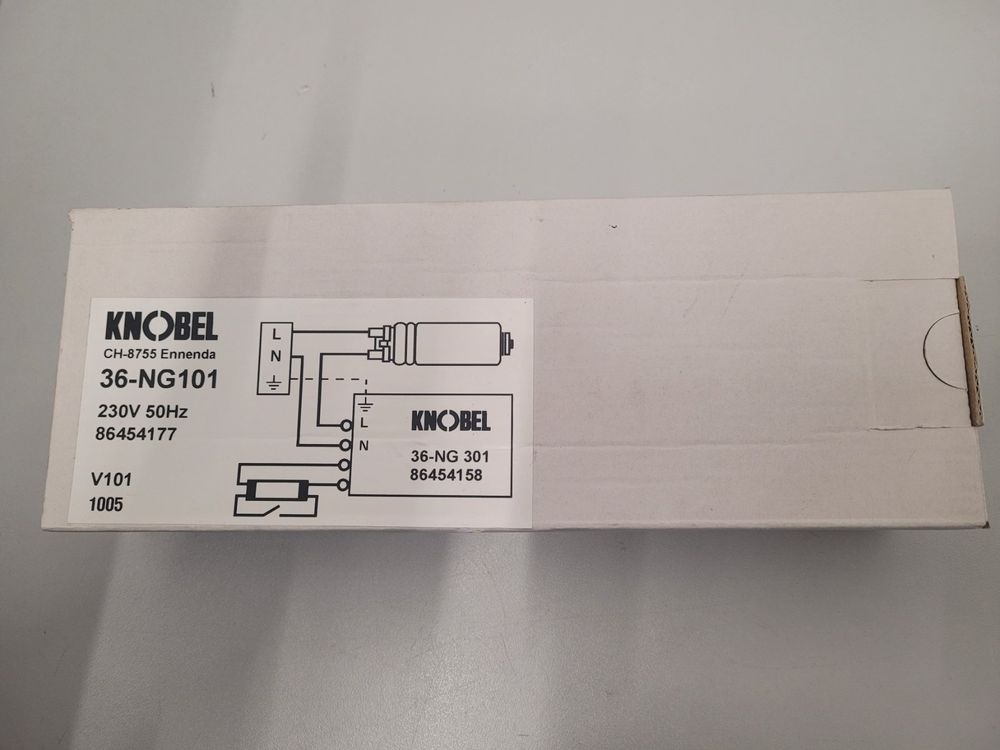 KNOBEL
CH-8755 Ennenda
36-NG101
230V 50Hz
86454177
V101
1005
L
N
L
N
KNOBEL
36-NG 301
86454158